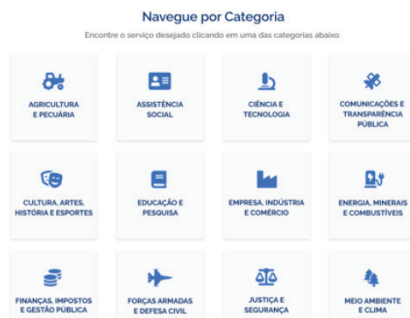 Navegue por Categoria
Encontre o serviço desejado clicando em uma das categorias abaixo:
AGRICULTURA
E PECUÁRIA
ASSISTÊNCIA
SOCIAL
CIÊNCIA E
TECNOLOGIA
COMUNICAÇÕES E
TRANSPARÊNCIA
PÚBLICA
CULTURA, ARTES,
HISTÓRIA E ESPORTES
EDUCAÇÃO E
PESQUISA
EMPRESA, INDÚSTRIA
E COMÉRCIO
ENERGIA, MINERAIS
E COMBUSTÍVEIS
FINANÇAS, IMPOSTOS
E GESTÃO PÚBLICA
FORÇAS ARMADAS
E DEFESA CIVIL
JUSTIÇA E
SEGURANÇA
MEIO AMBIENTE
E CLIMA